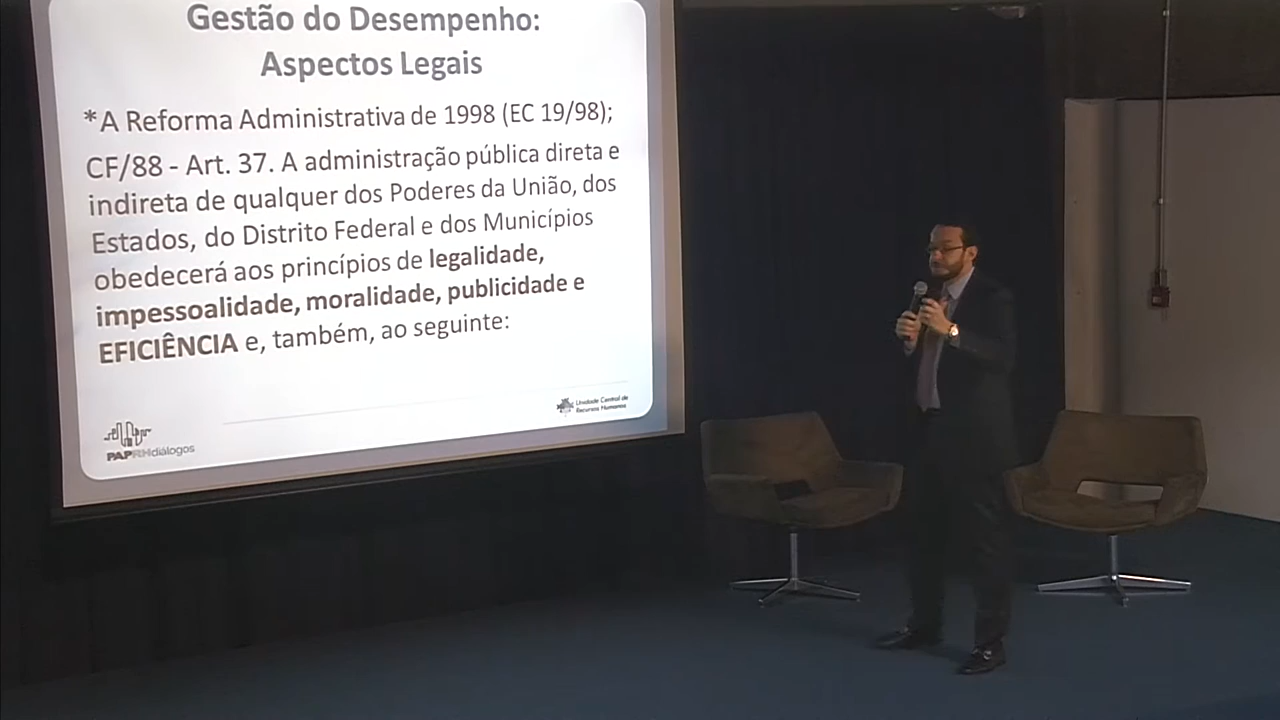 Gestão do Desempenho:
Aspectos Legais
*A Reforma Administrativa de 1998 (EC 19/98);
CF/88 - Art. 37. A administração pública direta e
indireta de qualquer dos Poderes da União, dos
Estados, do Distrito Federal e dos Municípios
obedecerá aos princípios de legalidade,
impessoalidade, moralidade, publicidade e
EFICIÊNCIA e, também, ao seguinte:
Unidade Central de
Recursos Humanos
PAPRHdiálogos